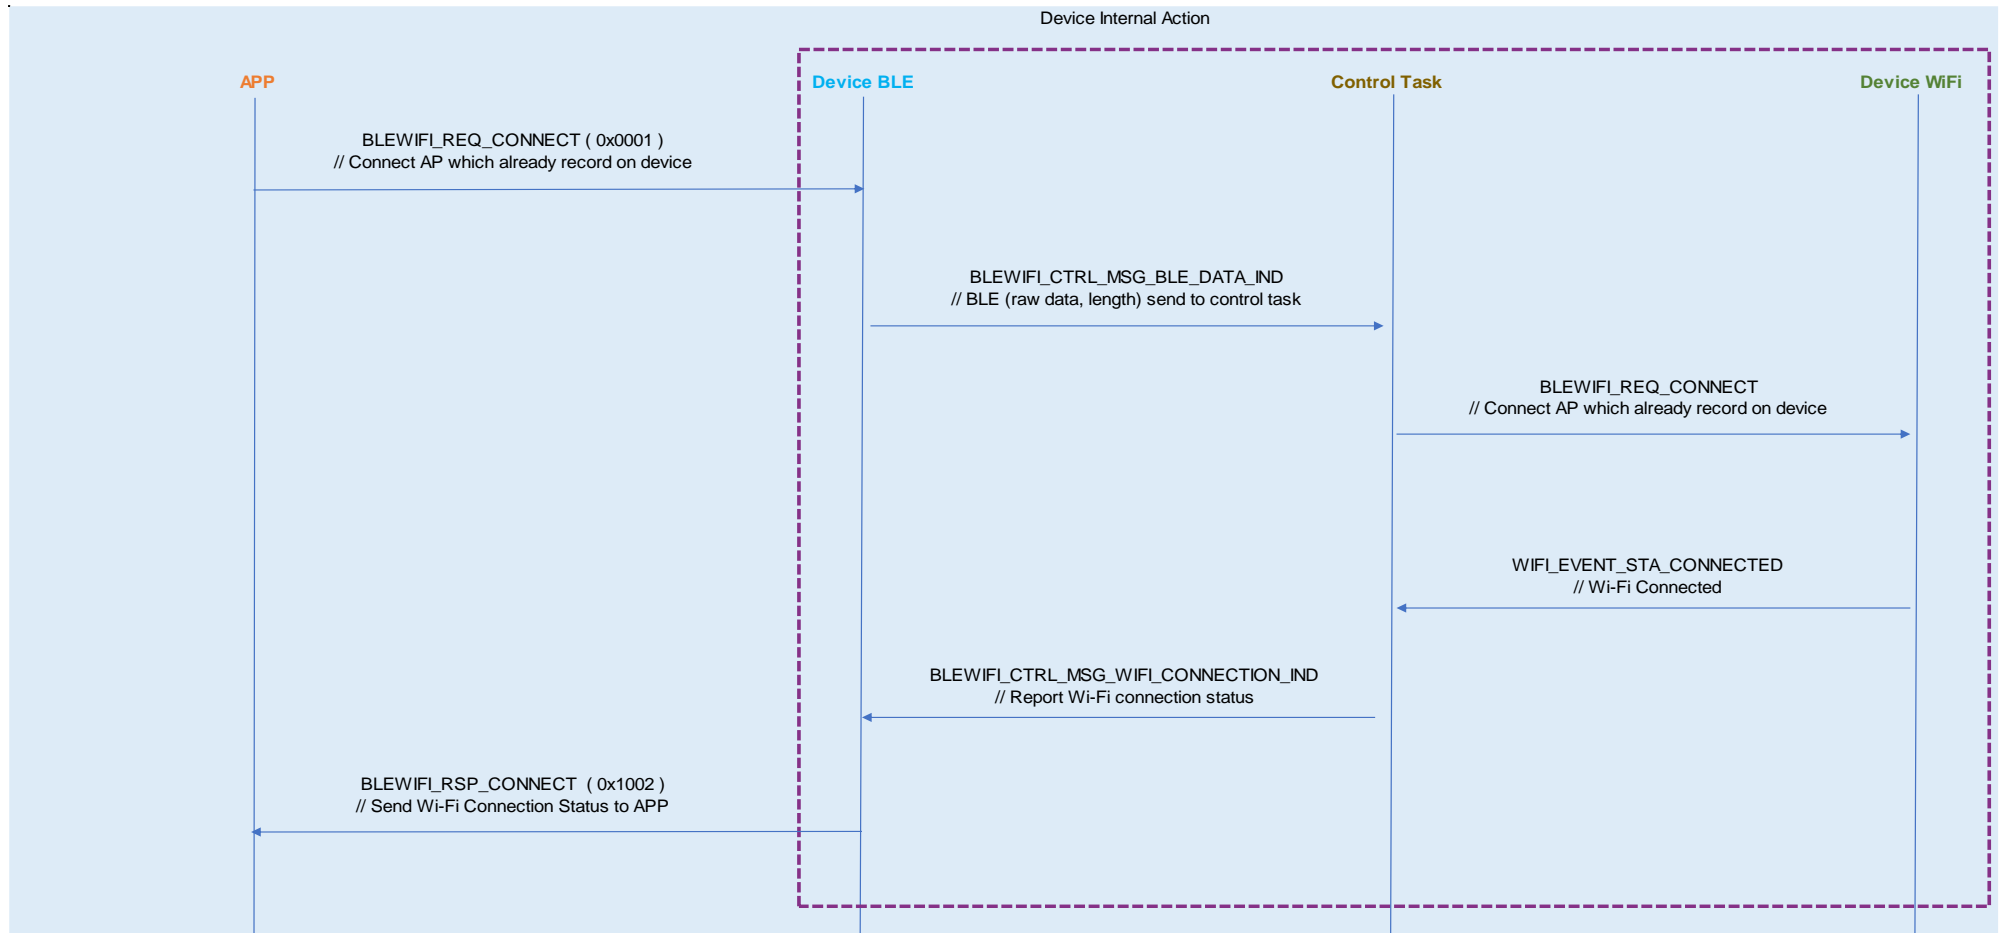 Device Internal Action
APP
Device BLE
Control Task
Device WiFi
BLEWIFI_REQ_CONNECT ( 0x0001 )
// Connect AP which already record on device
BLEWIFI_CTRL_MSG_BLE_DATA_IND
// BLE (raw data, length) send to control task
BLEWIFI_REQ_CONNECT
// Connect AP which already record on device
WIFI_EVENT_STA_CONNECTED
// Wi-Fi Connected
BLEWIFI_CTRL_MSG_WIFI_CONNECTION_IND
// Report Wi-Fi connection status
BLEWIFI_RSP_CONNECT ( 0x1002 )
// Send Wi-Fi Connection Status to APP